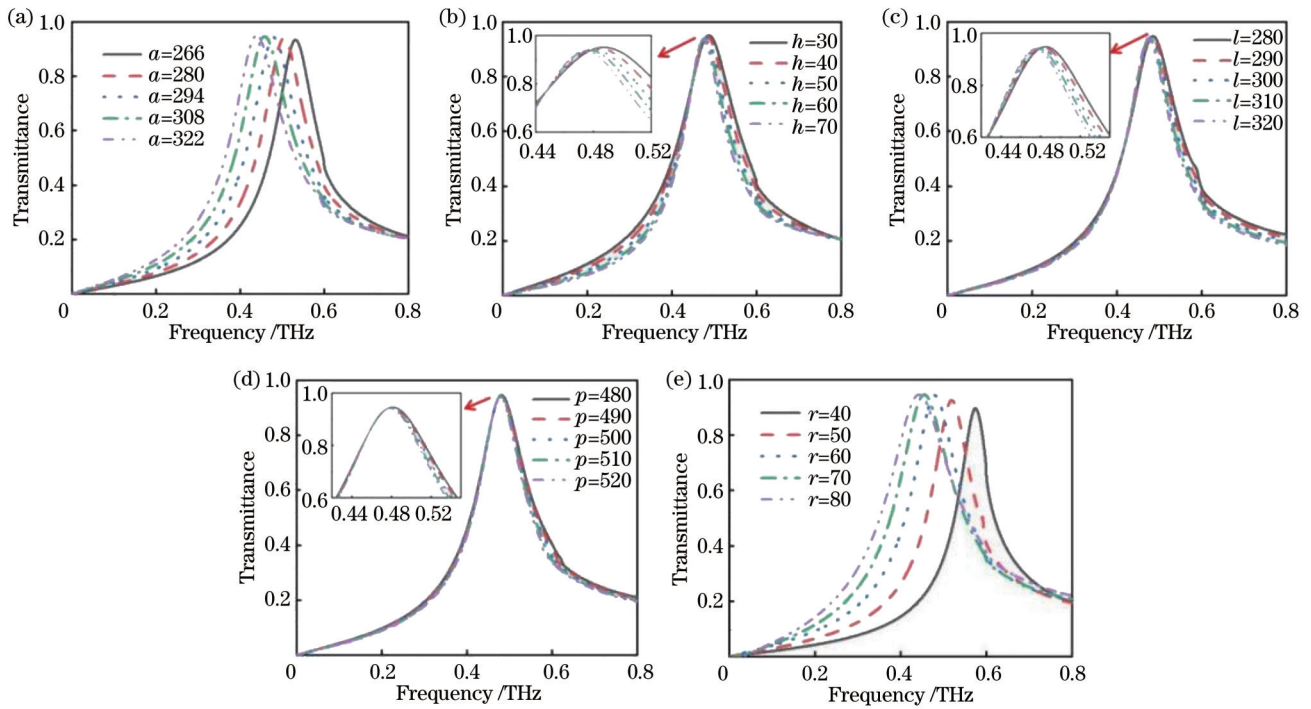 (a)
1.0
0.8
0.6
0.4
0.2
0
0.2
0.4
0.6
0.8
Transmittance
Frequency /THz
a=266
a=280
a=294
a=308
a=322
(b)
1.0
0.8
0.6
0.4
0.2
0
0.2
0.4
0.6
0.8
Transmittance
Frequency /THz
1.0
0.8
0.6
0.44
0.48
0.52
h=30
h=40
h=50
h=60
h=70
(c)
1.0
0.8
0.6
0.4
0.2
0
0.2
0.4
0.6
0.8
Transmittance
Frequency /THz
1.0
0.8
0.6
0.44
0.48
0.52
l=280
l=290
l=300
l=310
l=320
(d)
1.0
0.8
0.6
0.4
0.2
0
0.2
0.4
0.6
0.8
Transmittance
Frequency /THz
1.0
0.8
0.6
0.44
0.48
0.52
p=480
p=490
p=500
p=510
p=520
(e)
1.0
0.8
0.6
0.4
0.2
0
0.2
0.4
0.6
0.8
Transmittance
Frequency /THz
r=40
r=50
r=60
r=70
r=80